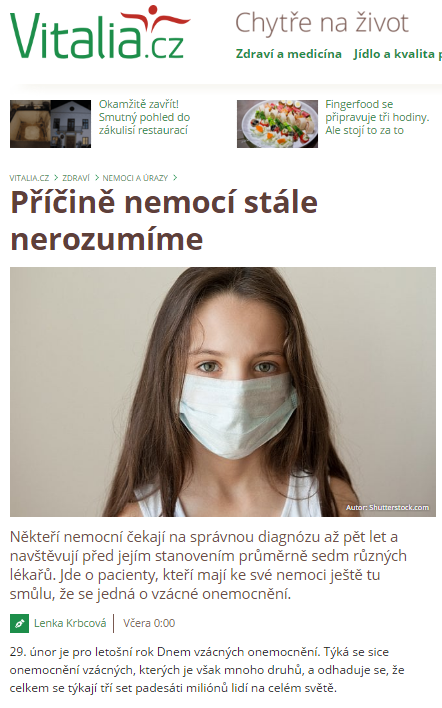 Vitalia.cz
Chytře na život
Zdraví a medicína Jídlo a kvalita p
Okamžitě zavřít!
Smutný pohled do
zákulisí restaurací
Fingerfood se
připravuje tři hodiny.
Ale stojí to za to
VITALIA.CZ > ZDRAVÍ > NEMOCI A ÚRAZY >
Příčině nemocí stále
nerozumíme
Autor: Shutterstock.com
Někteří nemocní čekají na správnou diagnózu až pět let a
navštěvují před jejím stanovením průměrně sedm různých
lékařů. Jde o pacienty, kteří mají ke své nemoci ještě tu
smůlu, že se jedná o vzácné onemocnění.
Lenka Krbcová | Včera 0:00
29. únor je pro letošní rok Dnem vzácných onemocnění. Týká se sice
onemocnění vzácných, kterých je však mnoho druhů, a odhaduje se, že
celkem se týkají tří set padesáti miliónů lidí na celém světě.